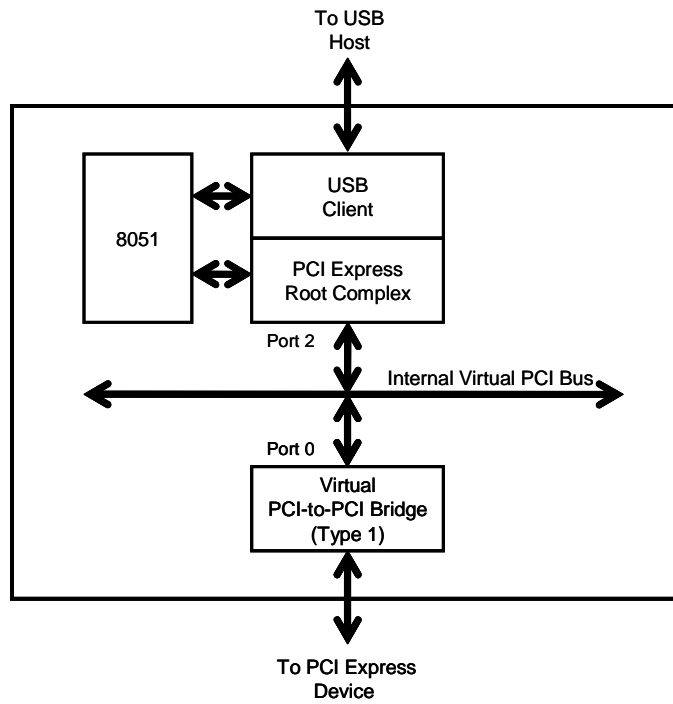 To USB
Host
USB
Client
8051
PCI Express
Root Complex
Port 2
Internal Virtual PCI Bus
Port 0
Virtual
PCI-to-PCI Bridge
(Type 1)
To PCI Express
Device